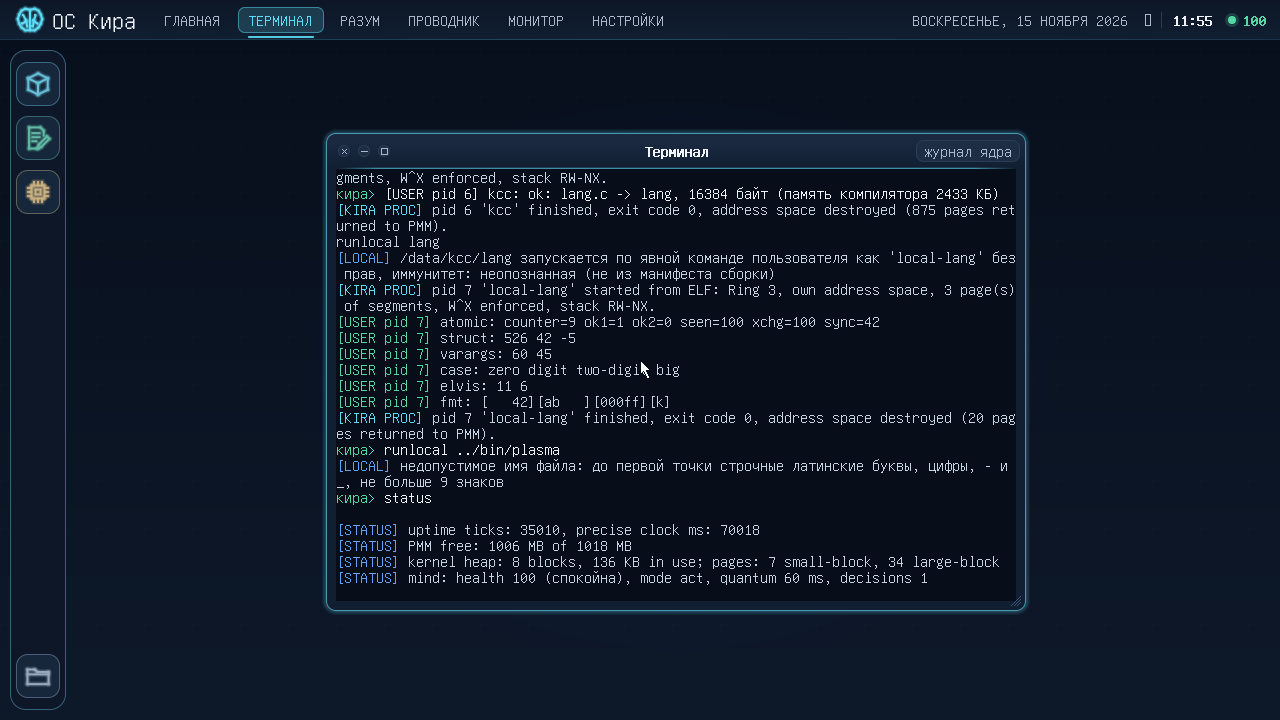 ОС Кира
ГЛАВНАЯ
ТЕРМИНАЛ
РАЗУМ
ПРОВОДНИК
МОНИТОР
НАСТРОЙКИ
ВОСКРЕСЕНЬЕ, 15 НОЯБРЯ 2026
11:55
100
Терминал
журнал ядра
gments, W^X enforced, stack RW-NX.
кира> [USER pid 6] kcc: ok: lang.c -> lang, 16384 байт (память компилятора 2433 КБ)
[KIRA PROC] pid 6 'kcc' finished, exit code 0, address space destroyed (875 pages ret
urned to PMM).
runlocal lang
[LOCAL] /data/kcc/lang запускается по явной команде пользователя как 'local-lang' без
прав, иммунитет: неопознанная (не из манифеста сборки)
[KIRA PROC] pid 7 'local-lang' started from ELF: Ring 3, own address space, 3 page(s)
of segments, W^X enforced, stack RW-NX.
[USER pid 7] atomic: counter=9 ok1=1 ok2=0 seen=100 xchg=100 sync=42
[USER pid 7] struct: 526 42 -5
[USER pid 7] varargs: 60 45
[USER pid 7] case: zero digit two-digit big
[USER pid 7] elvis: 11 6
[USER pid 7] fmt: [   42][ab   ][000ff][k]
[KIRA PROC] pid 7 'local-lang' finished, exit code 0, address space destroyed (20 pag
es returned to PMM).
кира> runlocal ../bin/plasma
[LOCAL] недопустимое имя файла: до первой точки строчные латинские буквы, цифры, - и
_, не больше 9 знаков
кира> status
[STATUS] uptime ticks: 35010, precise clock ms: 70018
[STATUS] PMM free: 1006 MB of 1018 MB
[STATUS] kernel heap: 8 blocks, 136 KB in use; pages: 7 small-block, 34 large-block
[STATUS] mind: health 100 (спокойна), mode act, quantum 60 ms, decisions 1